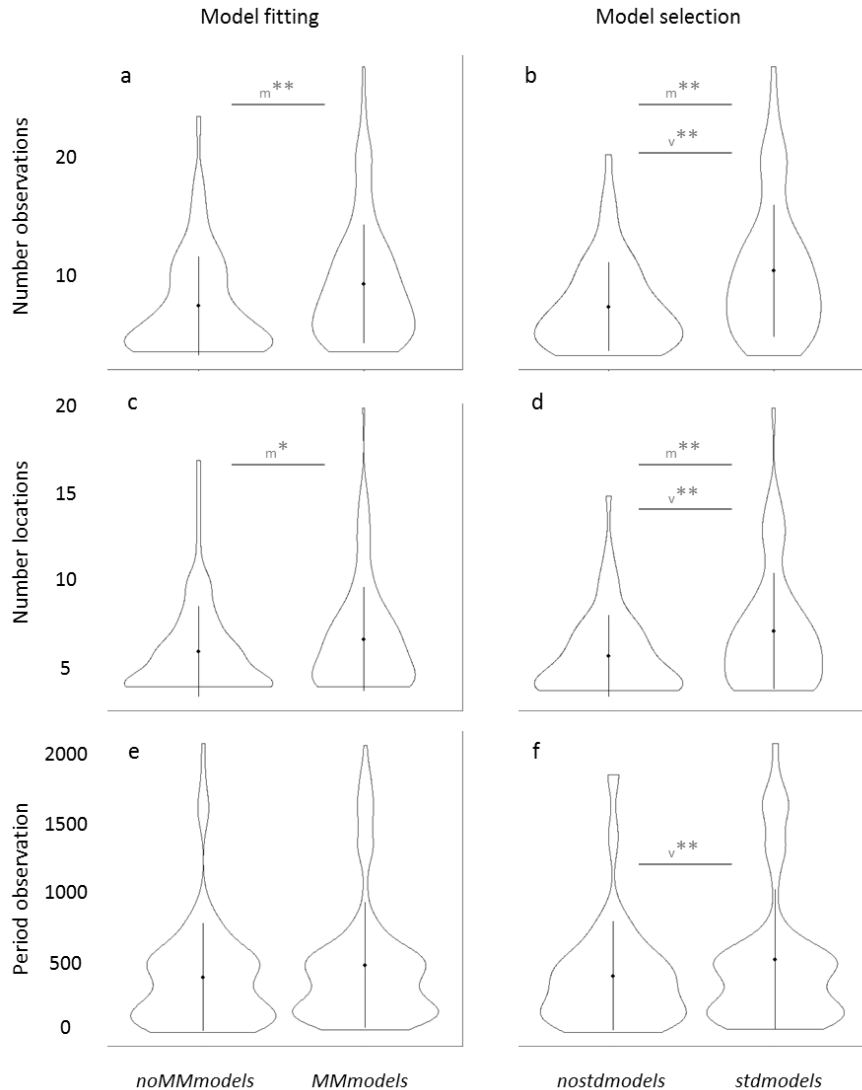 Model fitting Model selection
a b
m** m**
v**
Number observations
20
10
c d
m* m**
v**
Number locations
20
15
10
5
e f
v**
Period observation
2000
1500
1000
500
0
noMMmodels MMmodels nostdmodels stdmodels